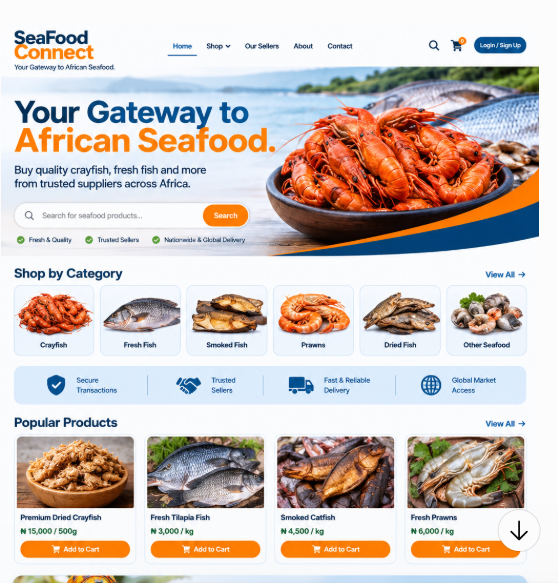 SeaFood
Connect
Your Gateway to African Seafood.
Home
Shop
Our Sellers
About
Contact
0
Login / Sign Up
Your Gateway to
African Seafood.
Buy quality crayfish, fresh fish and more
from trusted suppliers across Africa.
Search for seafood products...
Search
Fresh & Quality
Trusted Sellers
Nationwide & Global Delivery
Shop by Category
View All →
Crayfish
Fresh Fish
Smoked Fish
Prawns
Dried Fish
Other Seafood
Secure
Transactions
Trusted
Sellers
Fast & Reliable
Delivery
Global Market
Access
Popular Products
View All →
Premium Dried Crayfish
₦ 15,000 / 500g
Add to Cart
Fresh Tilapia Fish
₦ 3,000 / kg
Add to Cart
Smoked Catfish
₦ 4,500 / kg
Add to Cart
Fresh Prawns
₦ 6,000 / kg
Add to Cart